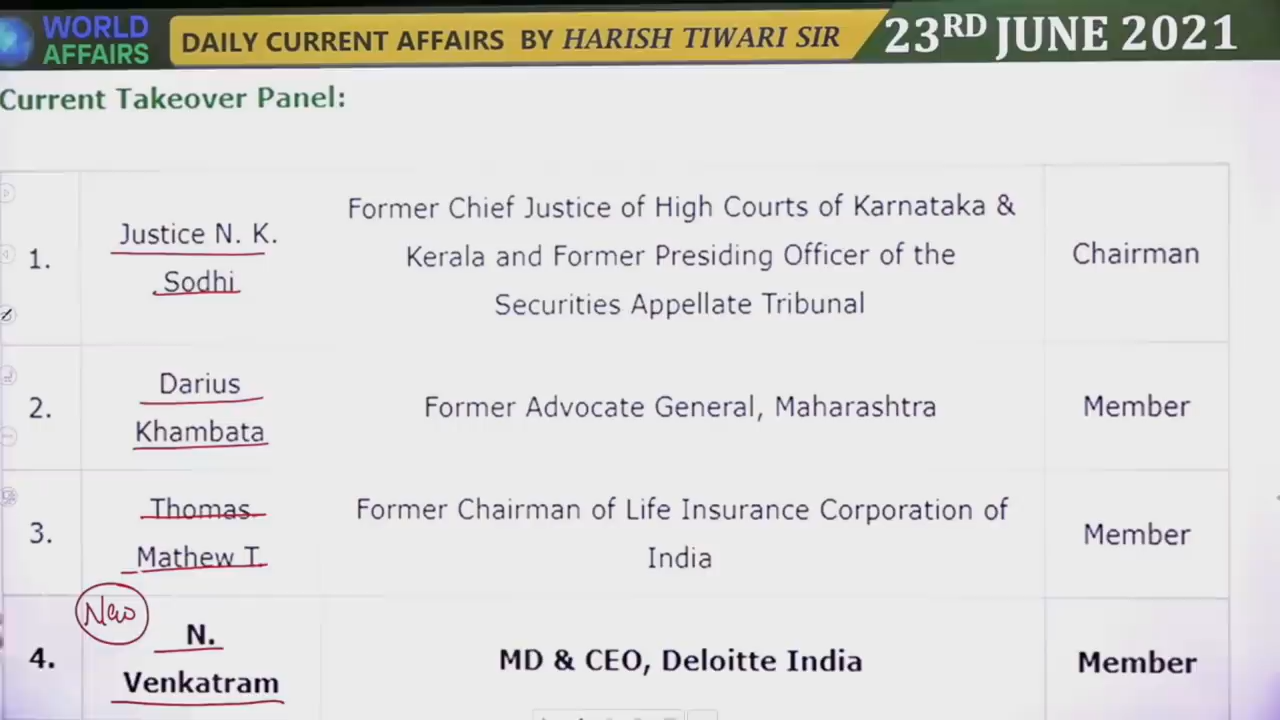 WORLD AFFAIRS
DAILY CURRENT AFFAIRS BY HARISH TIWARI SIR
23RD JUNE 2021
Current Takeover Panel:
1.
Justice N. K.
Sodhi
Former Chief Justice of High Courts of Karnataka &
Kerala and Former Presiding Officer of the
Securities Appellate Tribunal
Chairman
2.
Darius
Khambata
Former Advocate General, Maharashtra
Member
3.
Thomas
Mathew T.
Former Chairman of Life Insurance Corporation of
India
Member
New
4.
N.
Venkatram
MD & CEO, Deloitte India
Member